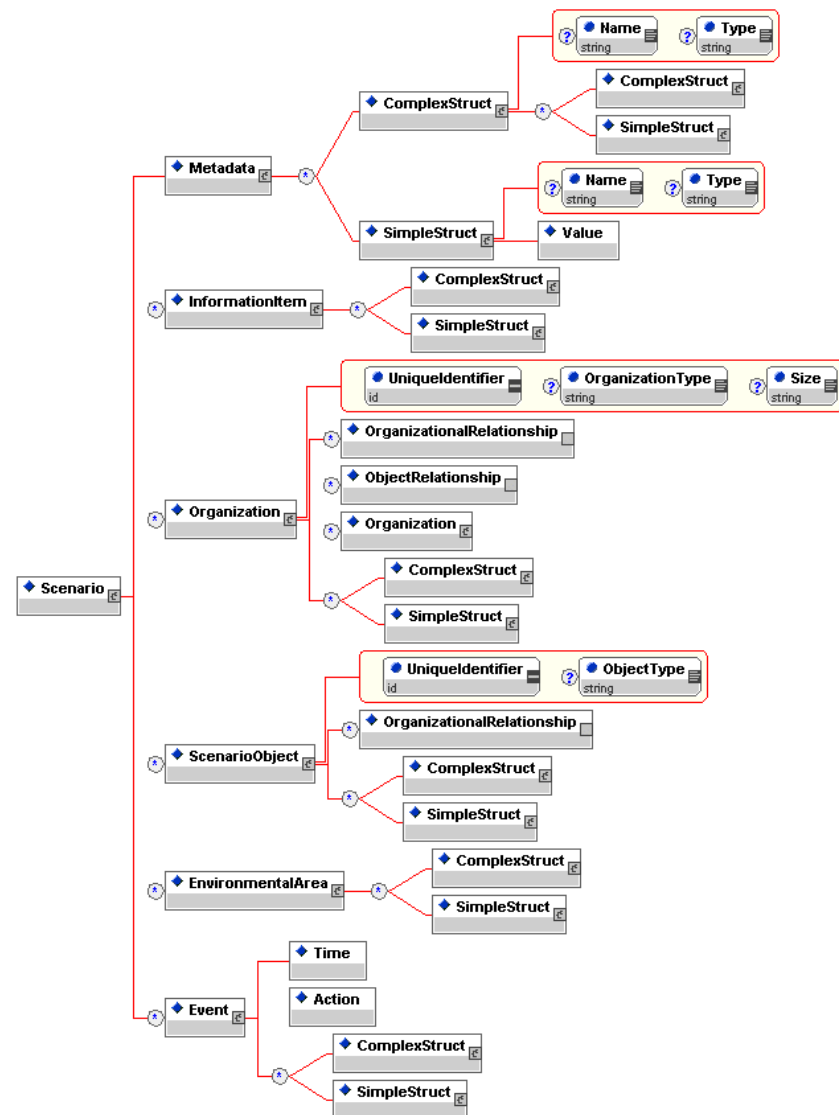 ? Name ? Type
string string
ComplexStruct
ComplexStruct
* SimpleStruct
Metadata *
? Name ? Type
string string
SimpleStruct Value
* InformationItem * ComplexStruct
SimpleStruct
UniqueIdentifier ? OrganizationType ? Size
id string string
* OrganizationalRelationship
* ObjectRelationship
* Organization * Organization
* ComplexStruct
SimpleStruct
Scenario
UniqueIdentifier ? ObjectType
id string
* OrganizationalRelationship
* ScenarioObject
* ComplexStruct
SimpleStruct
* EnvironmentalArea * ComplexStruct
SimpleStruct
Time
* Event Action
* ComplexStruct
SimpleStruct